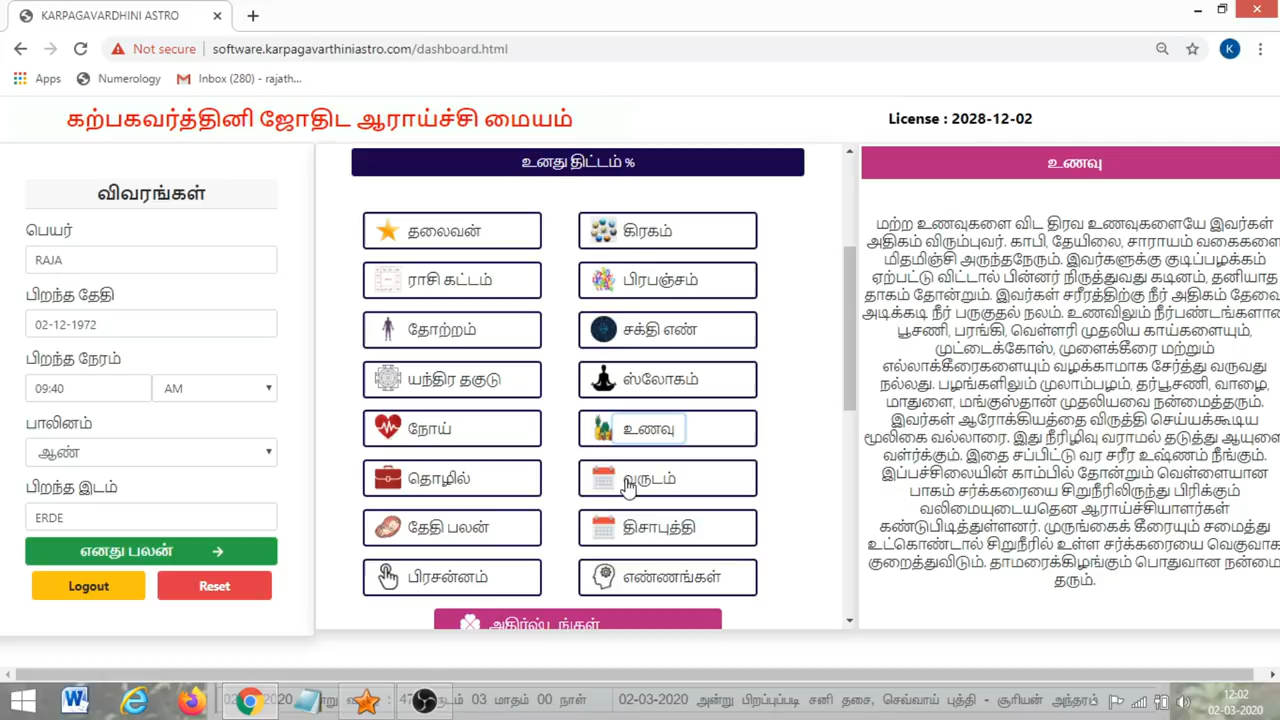 KARPAGAVARDHINI ASTRO
Not secure
software.karpagavarthiniastro.com/dashboard.html
K
Apps
Numerology
Inbox (280) - rajath...
கற்பகவர்த்தினி ஜோதிட ஆராய்ச்சி மையம்
License : 2028-12-02
விவரங்கள்
பெயர்
RAJA
பிறந்த தேதி
02-12-1972
பிறந்த நேரம்
09:40
AM
பாலினம்
ஆண்
பிறந்த இடம்
ERDE
எனது பலன்
Logout
Reset
உனது திட்டம் %
தலைவன்
கிரகம்
ராசி கட்டம்
பிரபஞ்சம்
தோற்றம்
சக்தி எண்
யந்திர தகுடு
ஸ்லோகம்
நோய்
உணவு
தொழில்
வருடம்
தேதி பலன்
திசாபுத்தி
பிரசன்னம்
எண்ணங்கள்
அதிர்ஷ்டங்கள்
உணவு
மற்ற உணவுகளை விட திரவ உணவுகளையே இவர்கள்
அதிகம் விரும்புவர். காபி, தேயிலை, சாராயம் வகைகளை
மிதமிஞ்சி அருந்தநேரும். இவர்களுக்கு குடிப்பழக்கம்
ஏற்பட்டு விட்டால் பின்னர் நிருத்துவது கடினம், தனியாத
தாகம் தோன்றும். இவர்கள் சரீரத்திற்கு நீர் அதிகம் தேவை
அடிக்கடி நீர் பருகுதல் நலம். உணவிலும் நீர்பண்டங்களான
பூசணி, பரங்கி, வெள்ளரி முதலிய காய்களையும்,
முட்டைக்கோஸ், முளைக்கீரை மற்றும்
எல்லாக்கீரைகளையும் வழக்காமாக சேர்த்து வருவது
நல்லது. பழங்களிலும் முலாம்பழம், தர்பூசணி, வாழை,
மாதுளை, மங்குஸ்தான் முதலியவை நன்மைத்தரும்.
இவர்கள் ஆரோக்கியத்தை விருத்தி செய்யக்கூடிய
மூலிகை வல்லாரை. இது நீரிழிவு வராமல் தடுத்து ஆயுளை
வளர்க்கும். இதை சப்பிட்டு வர சரீர உஷ்ணம் நீங்கும்.
இப்பச்சிலையின் காம்பில் தோன்றும் வெள்ளையான
பாகம் சர்க்கரையை சிறுநீரிலிருந்து பிரிக்கும்
வலிமையுடையதென ஆராய்ச்சியாளர்கள்
கண்டுபிடித்துள்ளனர். முருங்கைக் கீரையும் சமைத்து
உட்கொண்டால் சிறுநீரில் உள்ள சர்க்கரையை வெகுவாக
குறைத்துவிடும். தாமரைக்கிழங்கும் பொதுவான நன்மை
தரும்.
03 மாதம் 00 நாள்
02-03-2020 அன்று பிறப்புப்படி சனி தசை, செவ்வாய் புத்தி - சூரியன் அந்தரம்
12:02
02-03-2020